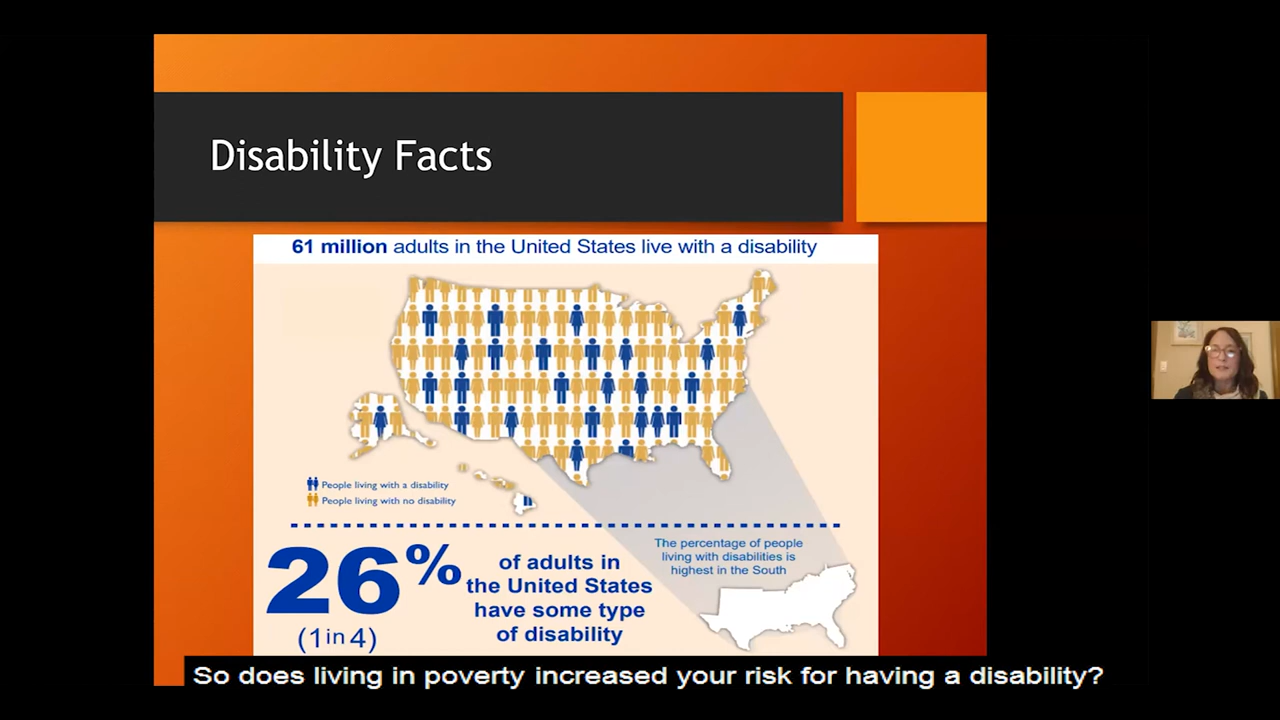 Disability Facts
61 million adults in the United States live with a disability
People living with a disability
People living with no disability
26%
(1 in 4)
of adults in
the United States
have some type
of disability
The percentage of people
living with disabilities is
highest in the South
So does living in poverty increased your risk for having a disability?